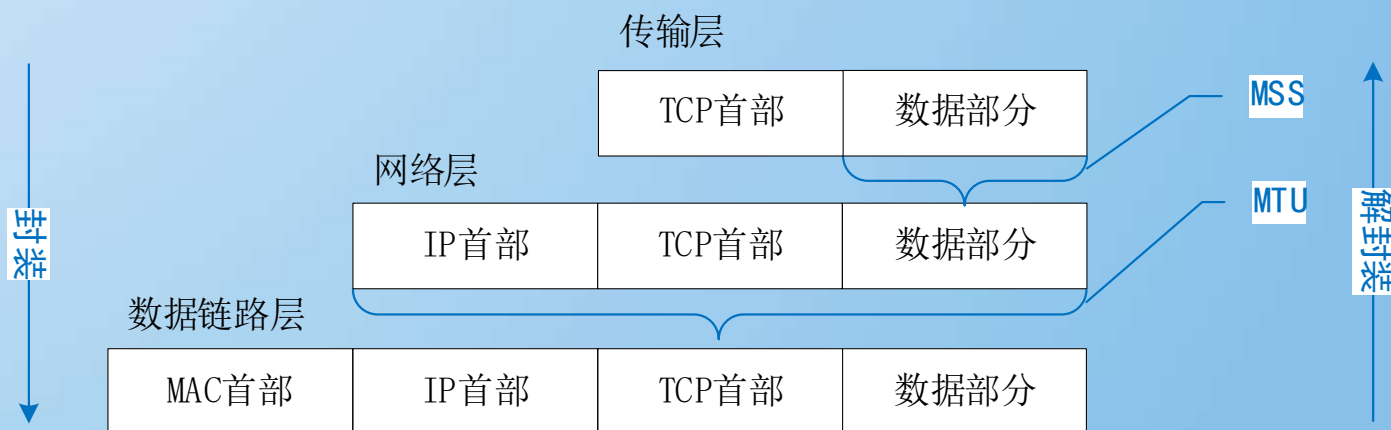 传输层
TCP首部 数据部分
MSS
网络层
MTU
IP首部 TCP首部 数据部分
封装
解封装
数据链路层
MAC首部 IP首部 TCP首部 数据部分